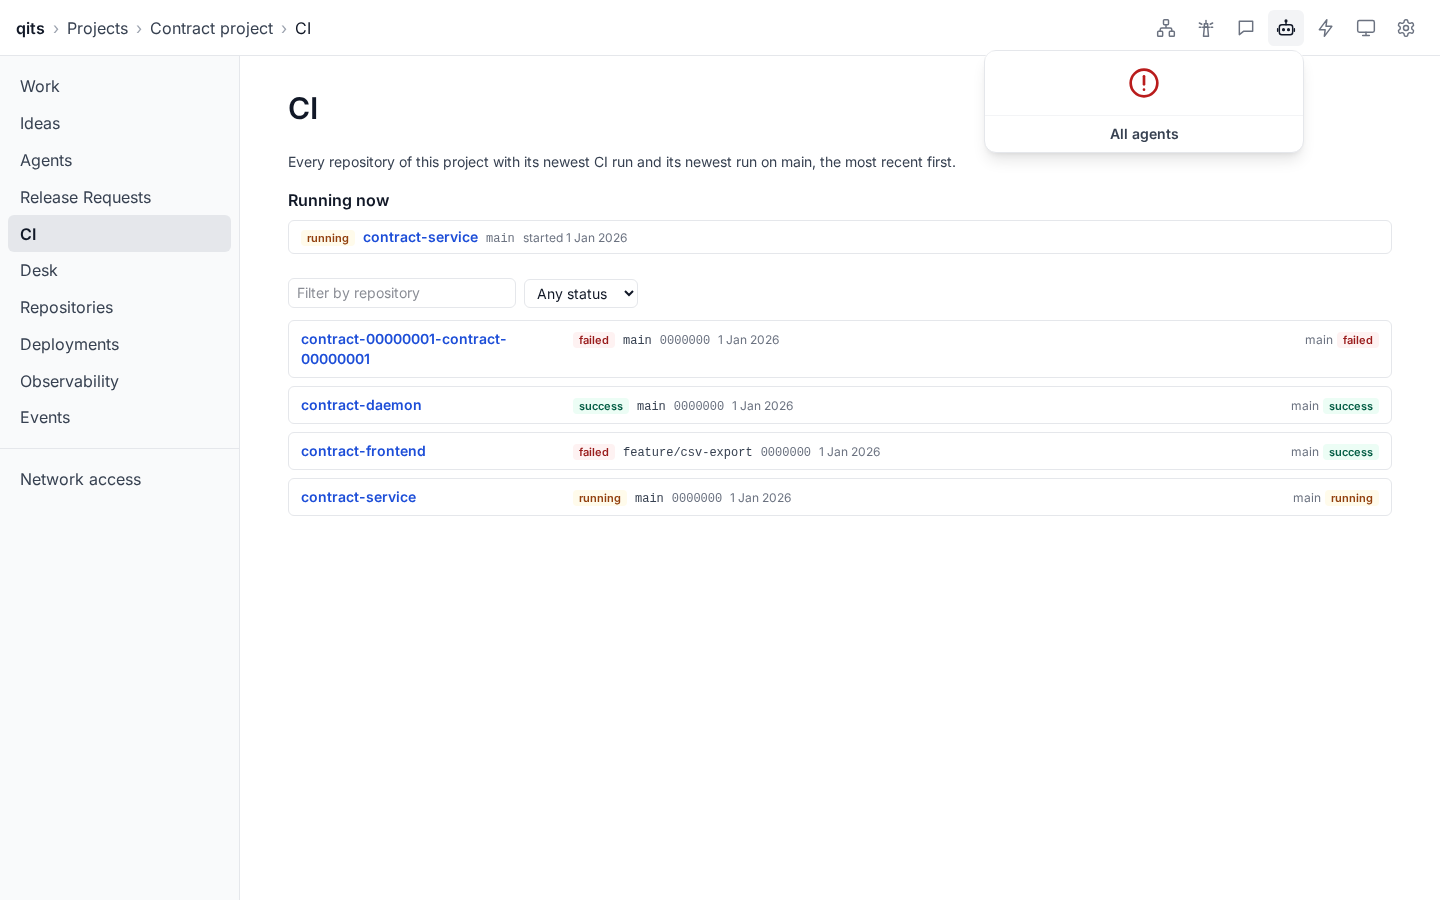 qits › Projects › Contract project › CI
Work
Ideas
Agents
Release Requests
CI
Desk
Repositories
Deployments
Observability
Events
Network access
All agents
CI
Every repository of this project with its newest CI run and its newest run on main, the most recent first.
Running now
running contract-service main started 1 Jan 2026
Filter by repository Any status
contract-00000001-contract-
00000001 failed main 0000000 1 Jan 2026 main failed
contract-daemon success main 0000000 1 Jan 2026 main success
contract-frontend failed feature/csv-export 0000000 1 Jan 2026 main success
contract-service running main 0000000 1 Jan 2026 main running